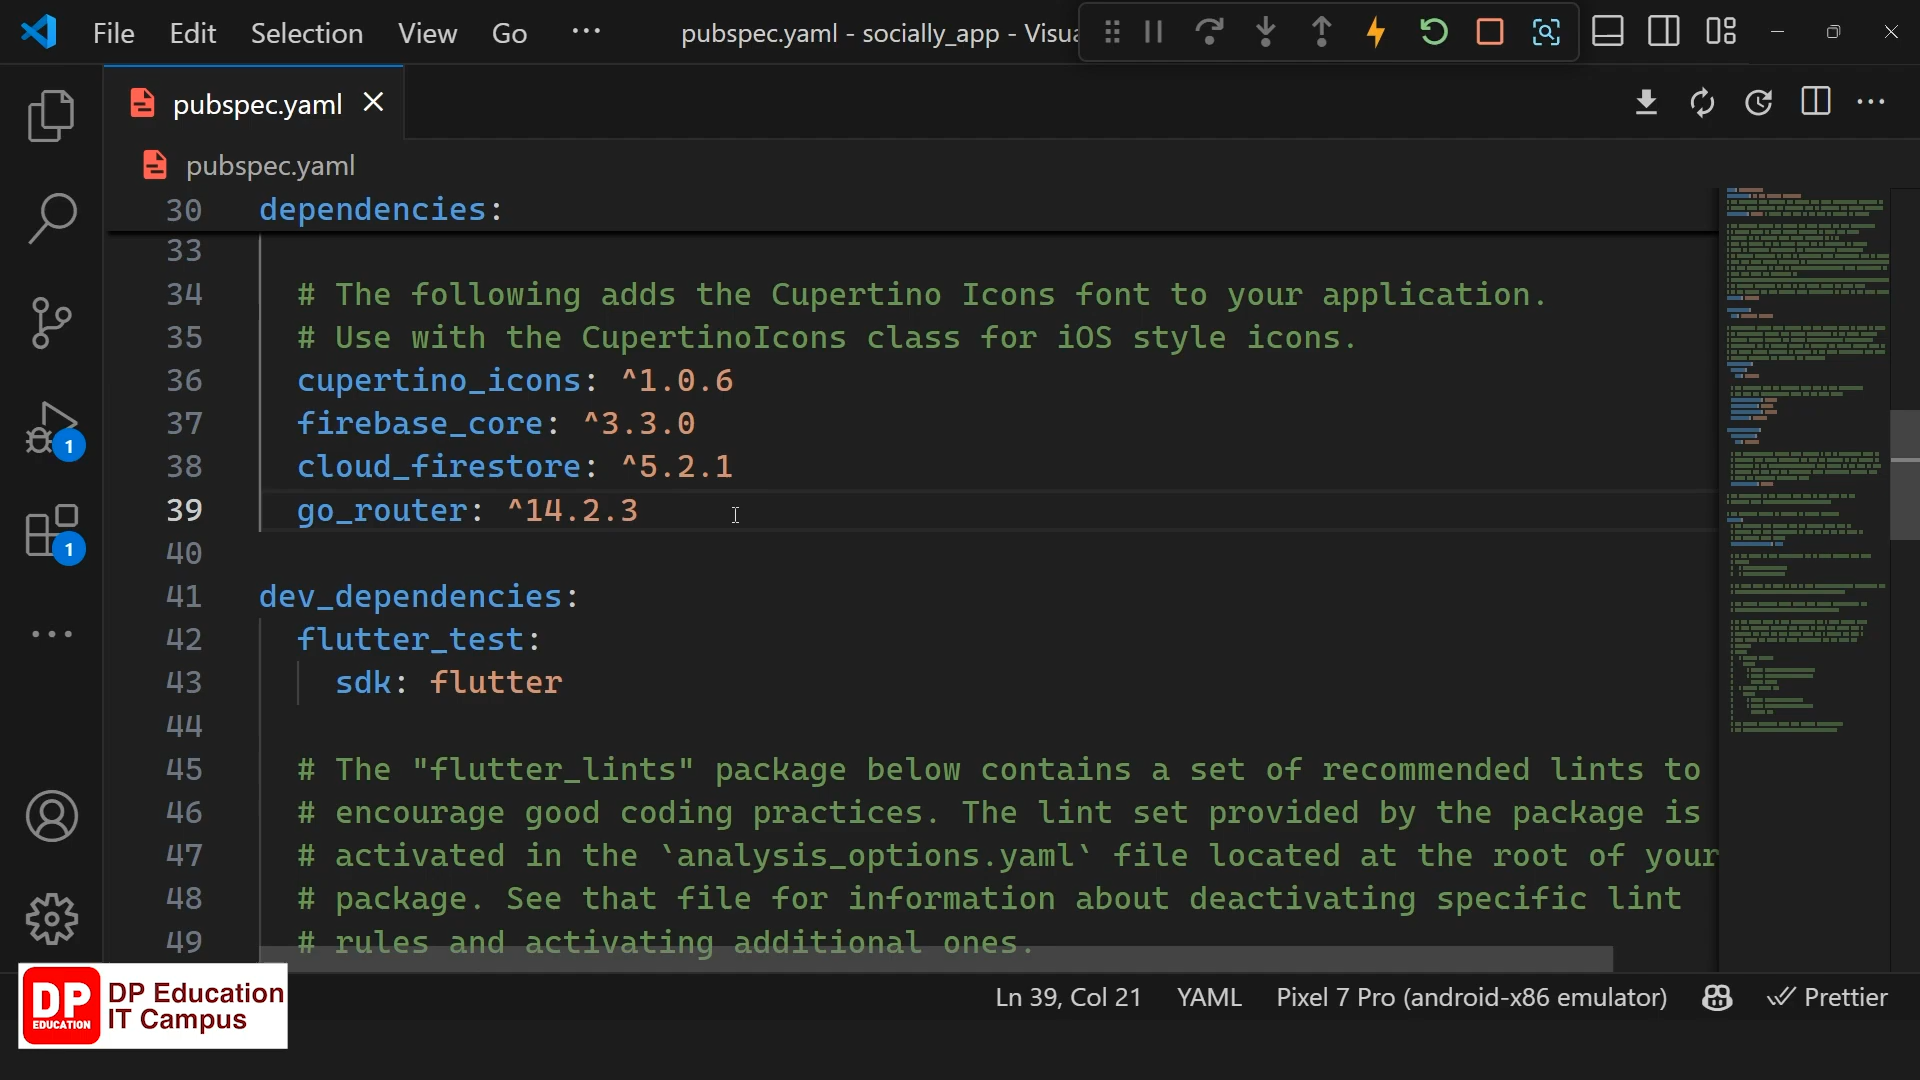 File Edit Selection View Go ··· pubspec.yaml - socially_app - Visua
pubspec.yaml
pubspec.yaml
30 dependencies:
33
34 # The following adds the Cupertino Icons font to your application.
35 # Use with the CupertinoIcons class for iOS style icons.
36 cupertino_icons: ^1.0.6
37 firebase_core: ^3.3.0
38 cloud_firestore: ^5.2.1
39 go_router: ^14.2.3
40
41 dev_dependencies:
42 flutter_test:
43 sdk: flutter
44
45 # The "flutter_lints" package below contains a set of recommended lints to
46 # encourage good coding practices. The lint set provided by the package is
47 # activated in the `analysis_options.yaml` file located at the root of your
48 # package. See that file for information about deactivating specific lint
49 # rules and activating additional ones.
1
1
DP EDUCATION
DP Education
IT Campus
Ln 39, Col 21 YAML Pixel 7 Pro (android-x86 emulator) Prettier